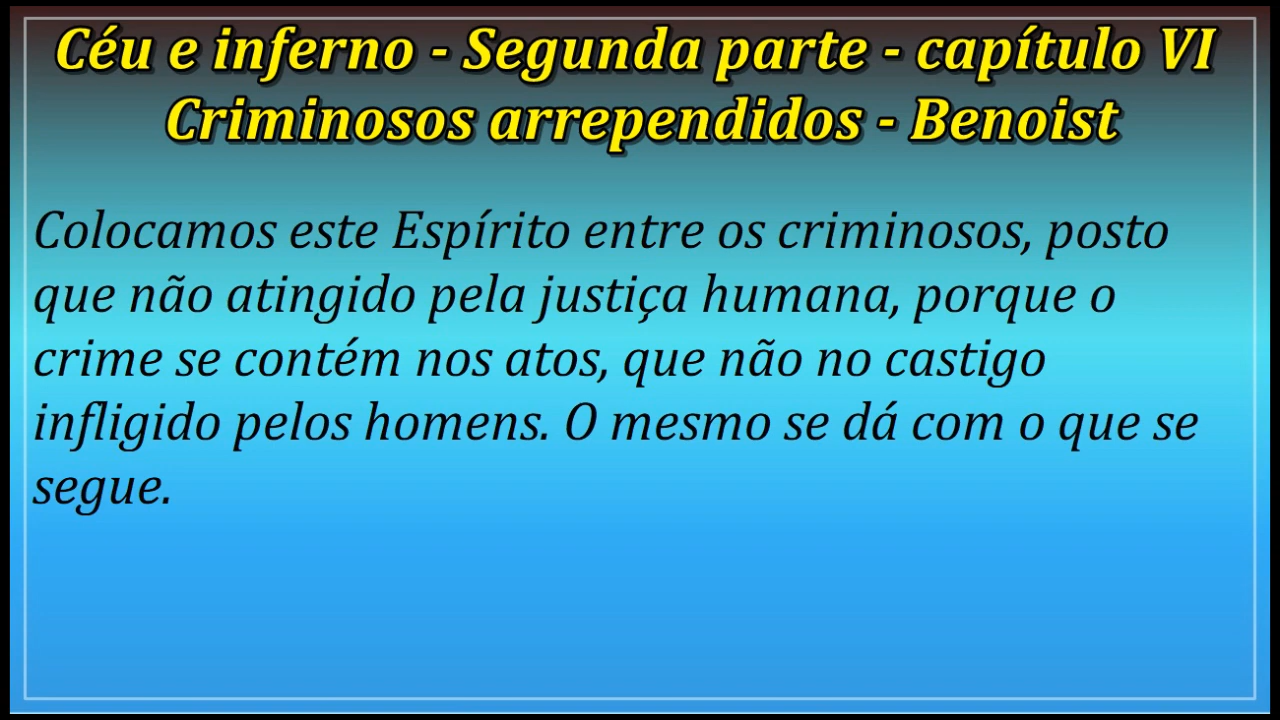 Céu e inferno - Segunda parte - capítulo VI
Criminosos arrependidos - Benoist
Colocamos este Espírito entre os criminosos, posto
que não atingido pela justiça humana, porque o
crime se contém nos atos, que não no castigo
infligido pelos homens. O mesmo se dá com o que se
segue.